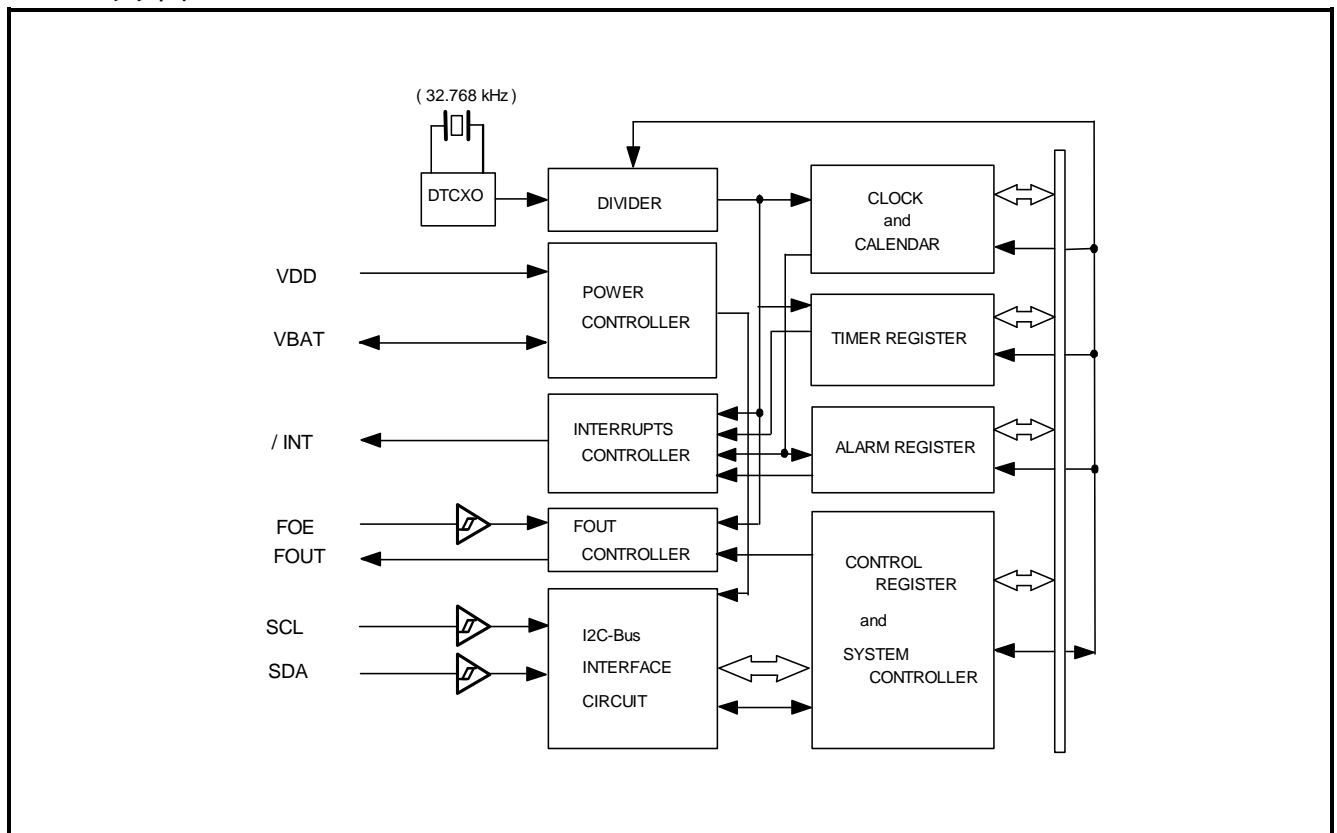 ( 32.768 kHz )
DTCXO
DIVIDER
CLOCK
and
CALENDAR
VDD
VBAT
POWER
CONTROLLER
TIMER REGISTER
/ INT
INTERRUPTS
CONTROLLER
ALARM REGISTER
FOE
FOUT
FOUT
CONTROLLER
CONTROL
REGISTER
and
SYSTEM
CONTROLLER
SCL
SDA
I2C-Bus
INTERFACE
CIRCUIT